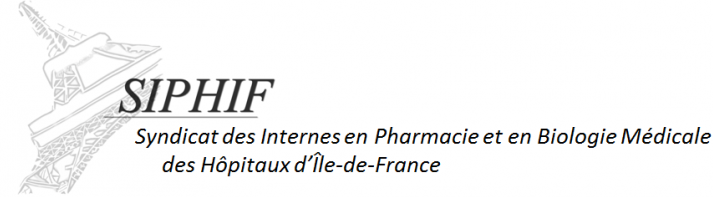 SIPHIF
Syndicat des Internes en Pharmacie et en Biologie Médicale
des Hôpitaux d’Île-de-France